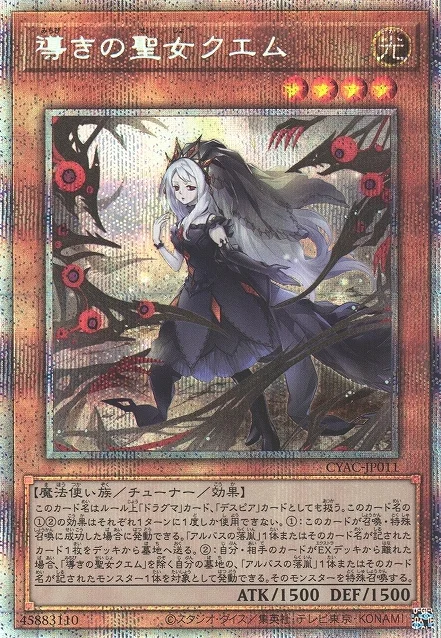 導きの聖女クエム
光
CYAC-JP011
【魔法使い族/チューナー/効果】
このカード名はルール上「ドラグマ」カード、「デスピア」カードとしても扱う。このカード名の
①②の効果はそれぞれ1ターンに1度しか使用できない。①:このカードが召喚・特殊
召喚に成功した場合に発動できる。「アルバスの落胤」1体またはそのカード名が記された
カード1枚をデッキから墓地へ送る。②:自分・相手のカードがEXデッキから離れた
場合、「導きの聖女クエム」を除く自分の墓地の、「アルバスの落胤」1体またはそのカード
名が記されたモンスター1体を対象として発動できる。そのモンスターを特殊召喚する。
ATK/1500 DEF/1500
45883110
©スタジオ・ダイス/集英社・テレビ東京・KONAMI